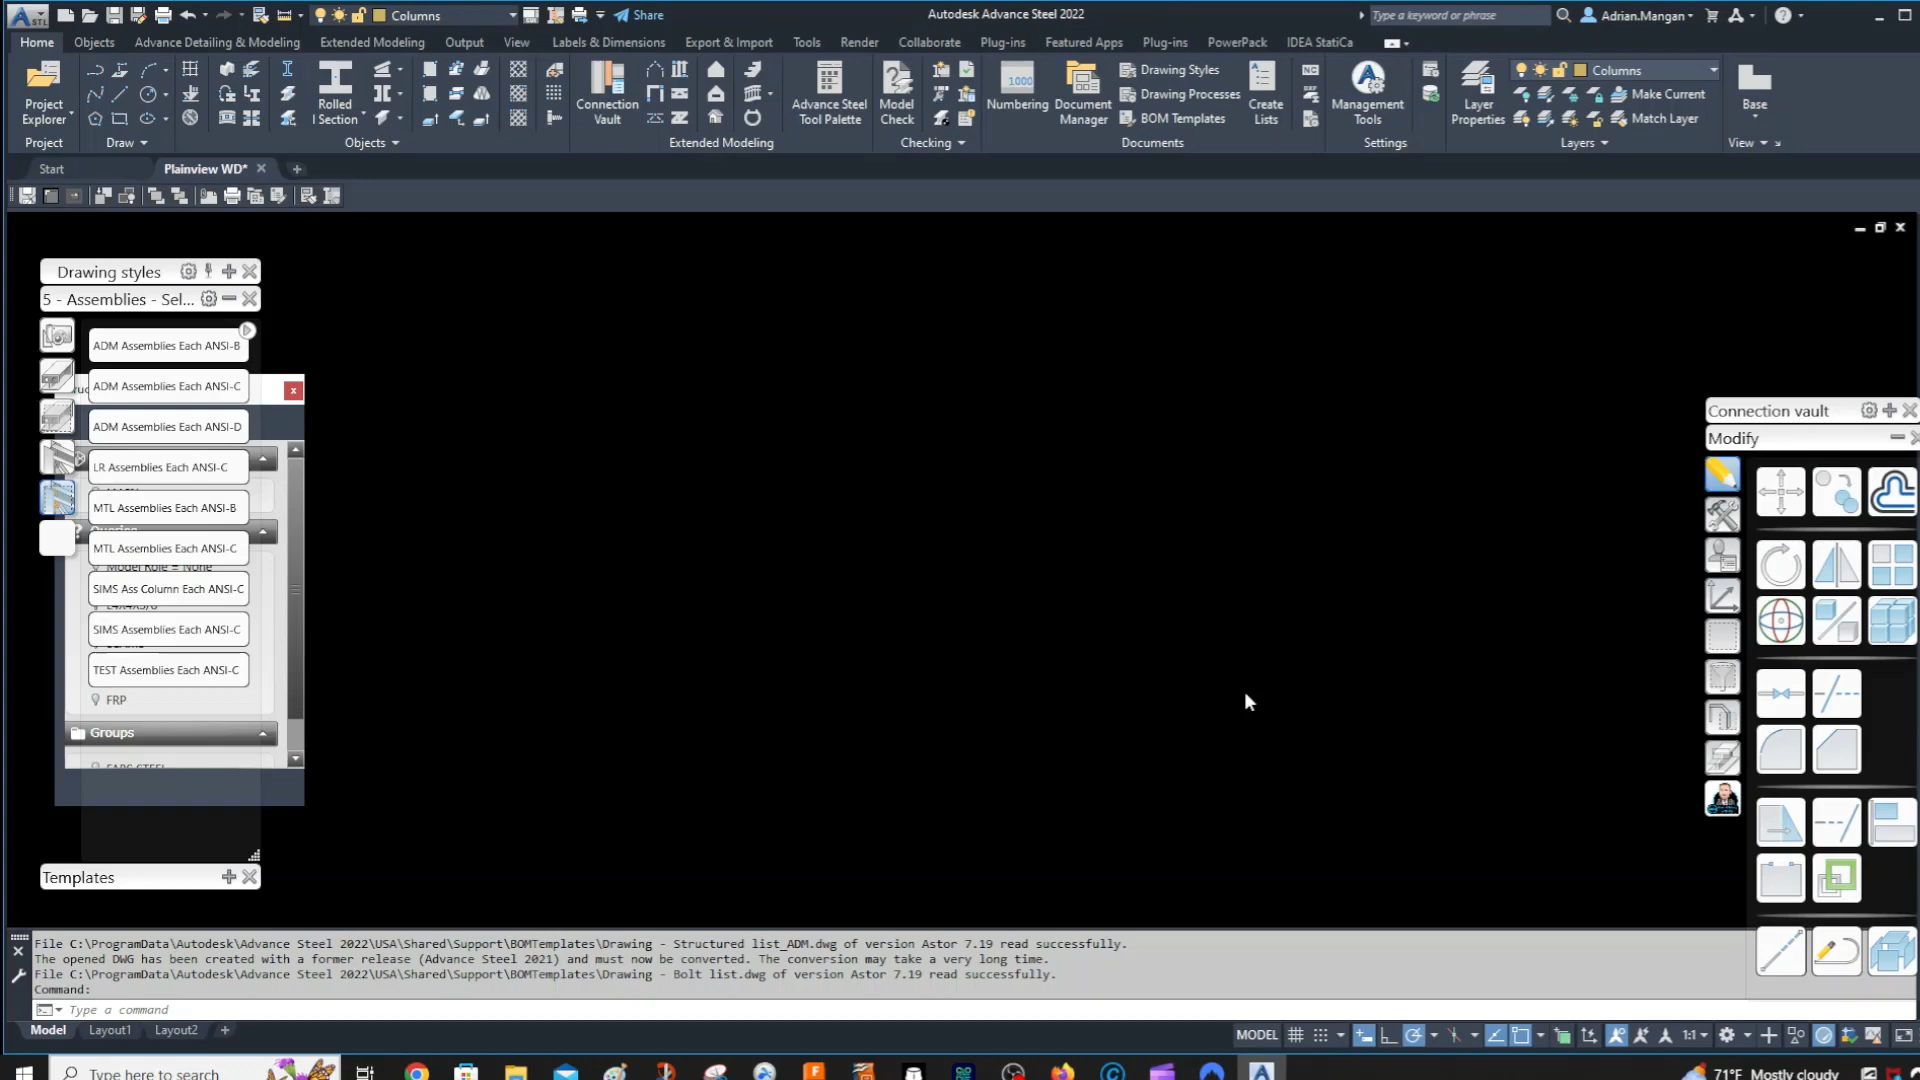 STL
Columns
Share
Autodesk Advance Steel 2022
Type a keyword or phrase
Adrian.Mangan
Home
Objects
Advance Detailing & Modeling
Extended Modeling
Output
View
Labels & Dimensions
Export & Import
Tools
Render
Collaborate
Plug-ins
Featured Apps
Plug-ins
PowerPack
IDEA StatiCa
Project
Explorer
Rolled
I Section
Connection
Vault
Advance Steel
Tool Palette
Model
Check
1000
Numbering
Document
Manager
Drawing Styles
Drawing Processes
BOM Templates
Create
Lists
NC
Management
Tools
Layer
Properties
Columns
Make Current
Match Layer
Base
Project
Draw
Objects
Extended Modeling
Checking
Documents
Settings
Layers
View
Start
Plainview WD*
Drawing styles
5 - Assemblies - Sel...
ADM Assemblies Each ANSI-B
ADM Assemblies Each ANSI-C
ADM Assemblies Each ANSI-D
LR Assemblies Each ANSI-C
MTL Assemblies Each ANSI-B
MTL Assemblies Each ANSI-C
Model Role = None
SIMS Ass Column Each ANSI-C
SIMS Assemblies Each ANSI-C
TEST Assemblies Each ANSI-C
FRP
Groups
Templates
Connection vault
Modify
File C:\ProgramData\Autodesk\Advance Steel 2022\USA\Shared\Support\BOMTemplates\Drawing - Structured list_ADM.dwg of version Astor 7.19 read successfully.
The opened DWG has been created with a former release (Advance Steel 2021) and must now be converted. The conversion may take a very long time.
File C:\ProgramData\Autodesk\Advance Steel 2022\USA\Shared\Support\BOMTemplates\Drawing - Bolt list.dwg of version Astor 7.19 read successfully.
Command:
Type a command
Model
Layout1
Layout2
MODEL
1:1
Type here to search
71°F Mostly cloudy